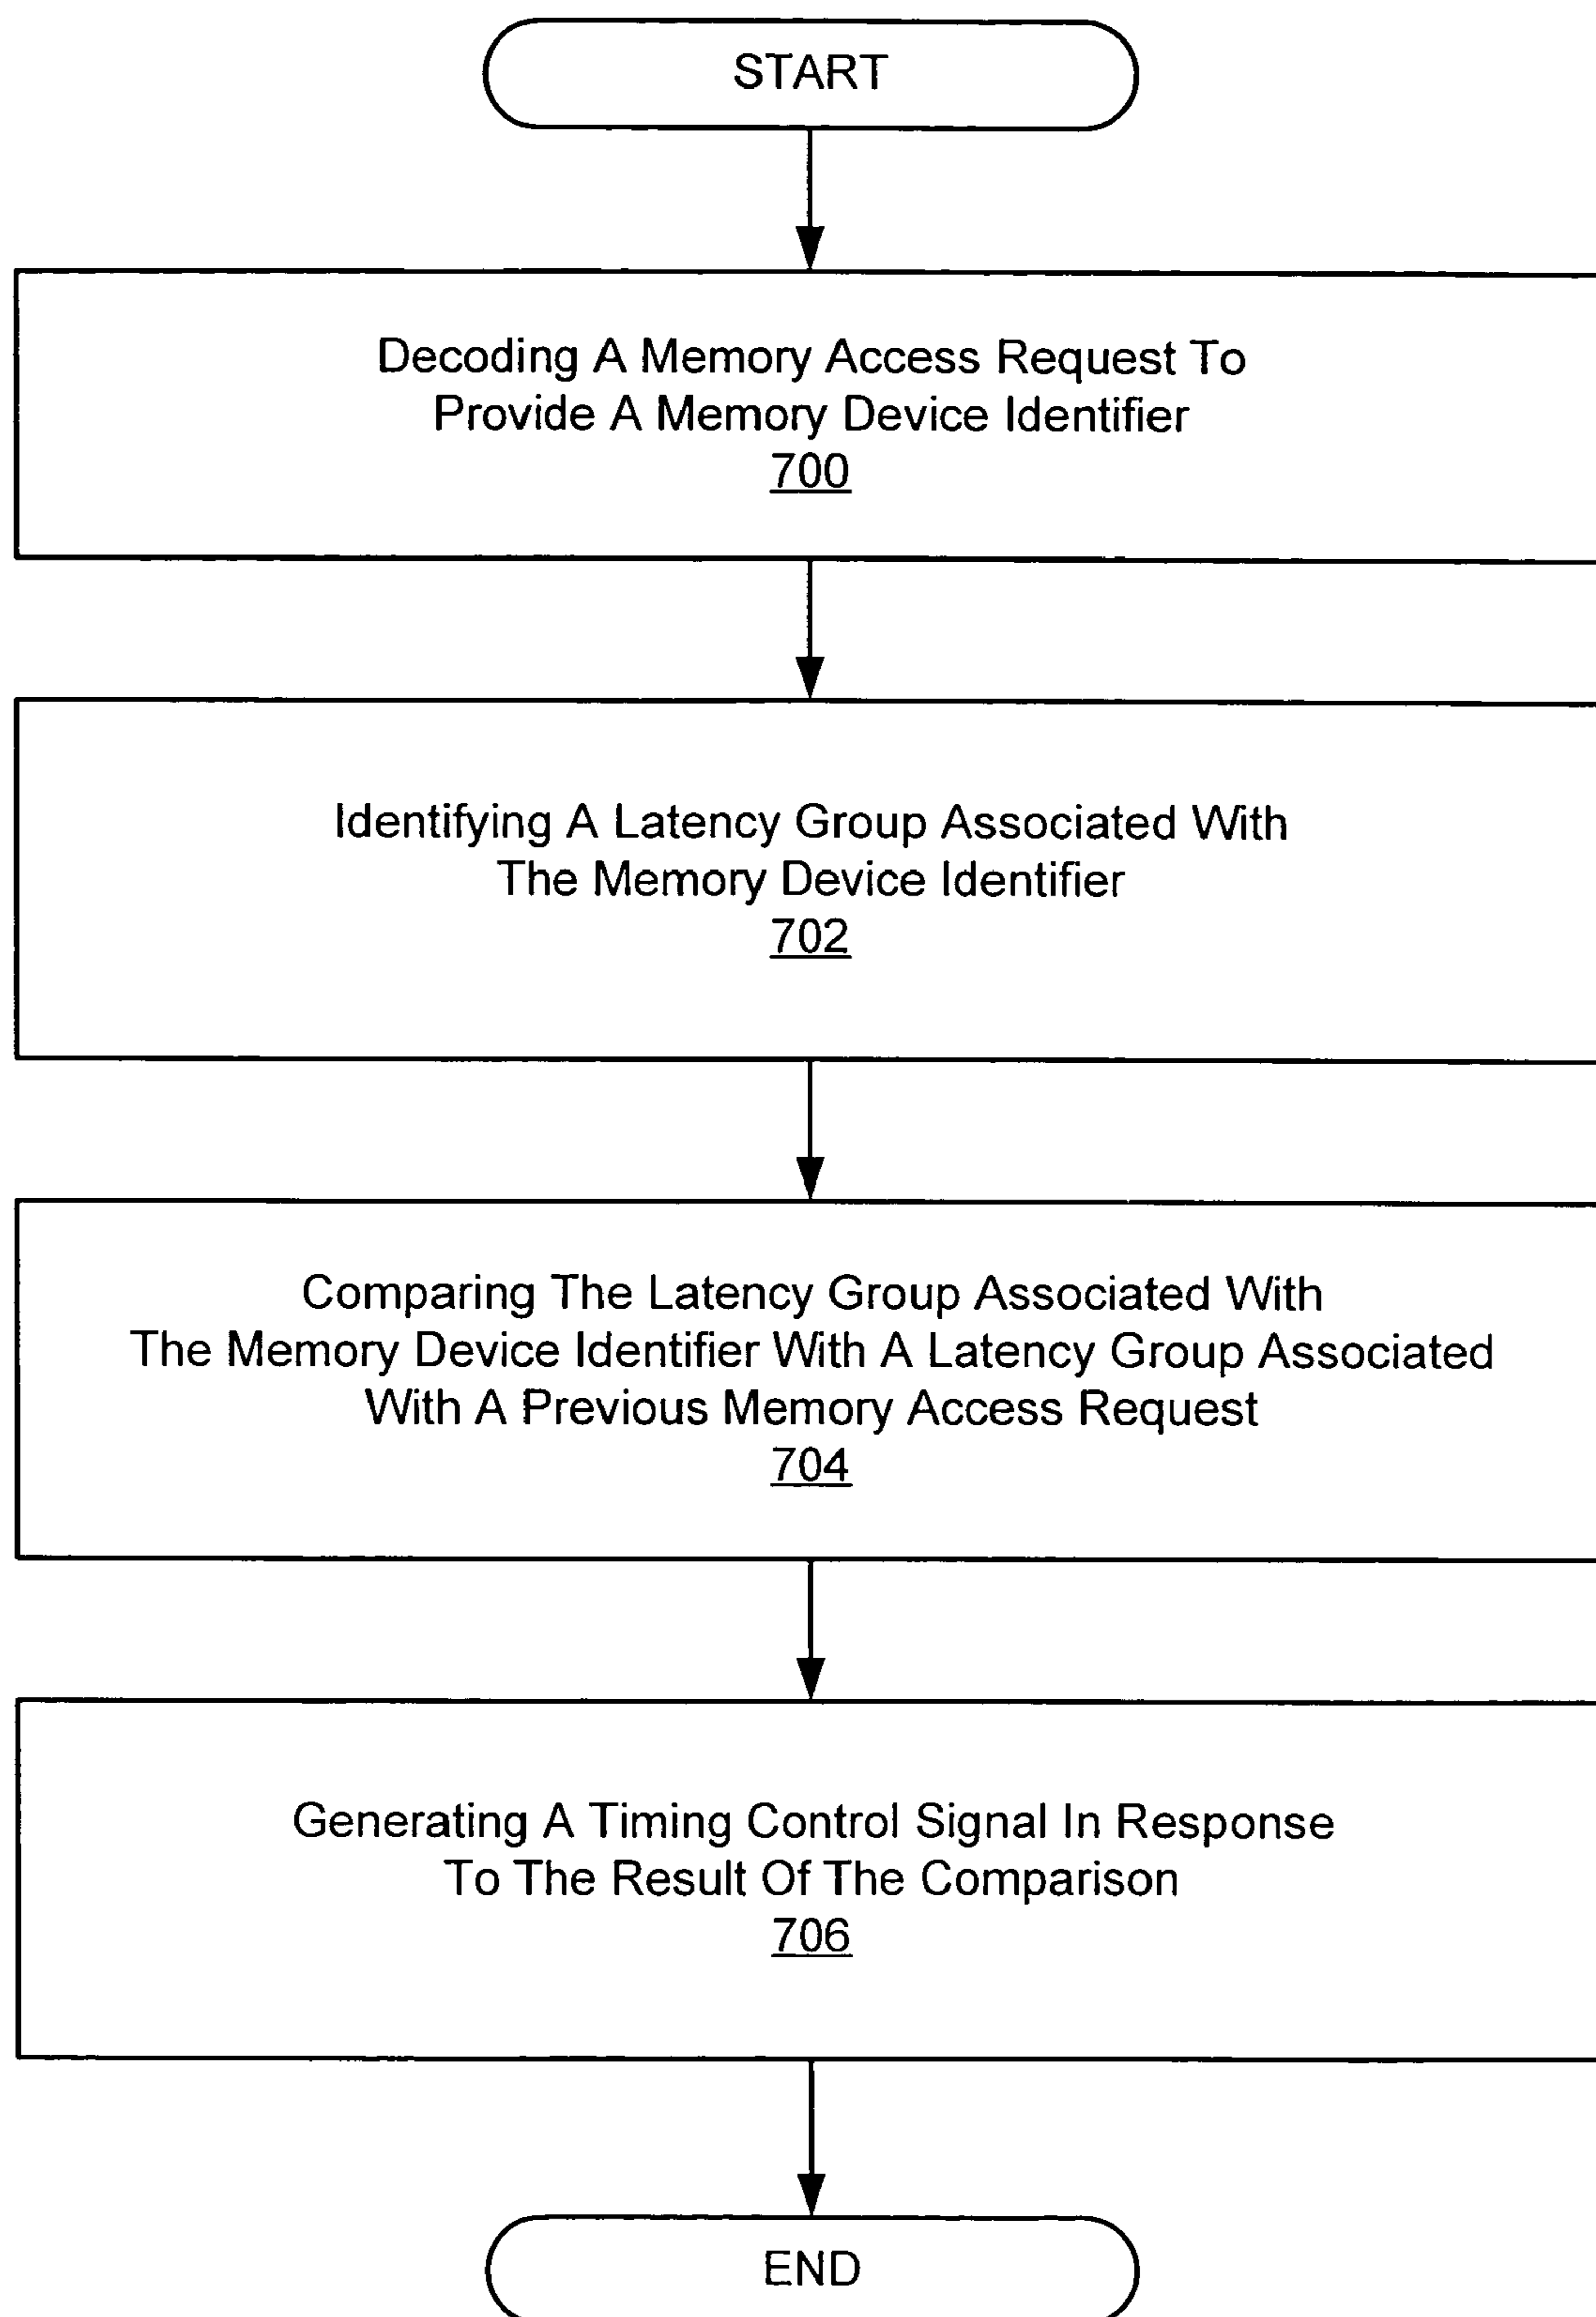 START
Decoding A Memory Access Request To
Provide A Memory Device Identifier
700
Identifying A Latency Group Associated With
The Memory Device Identifier
702
Comparing The Latency Group Associated With
The Memory Device Identifier With A Latency Group Associated
With A Previous Memory Access Request
704
Generating A Timing Control Signal In Response
To The Result Of The Comparison
706
END